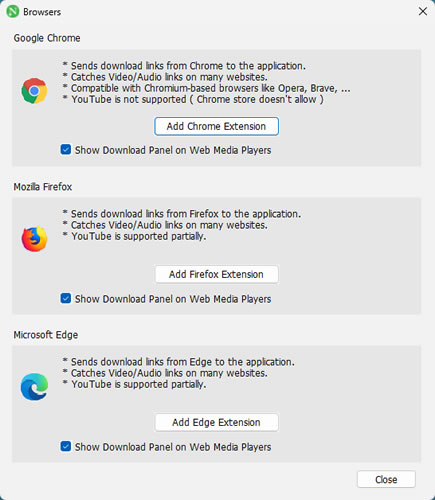 Browsers
Google Chrome
* Sends download links from Chrome to the application.
* Catches Video/Audio links on many websites.
* Compatible with Chromium-based browsers like Opera, Brave, ...
* YouTube is not supported ( Chrome store doesn't allow )
Add Chrome Extension
Show Download Panel on Web Media Players
Mozilla Firefox
* Sends download links from Firefox to the application.
* Catches Video/Audio links on many websites.
* YouTube is supported partially.
Add Firefox Extension
Show Download Panel on Web Media Players
Microsoft Edge
* Sends download links from Edge to the application.
* Catches Video/Audio links on many websites.
* YouTube is supported partially.
Add Edge Extension
Show Download Panel on Web Media Players
Close